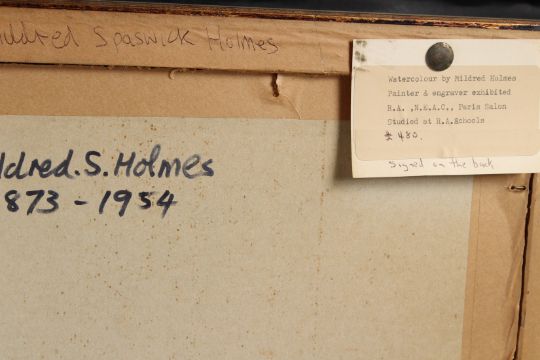 ildred Spaswick Holmes
Watercolour by Mildred Holmes
Painter & engraver exhibited
R.A. ,N.E.A.C., Paris Salon
Studied at R.A.Schools
£ 480.
Signed on the back
ldred. S. Holmes
873 - 1954